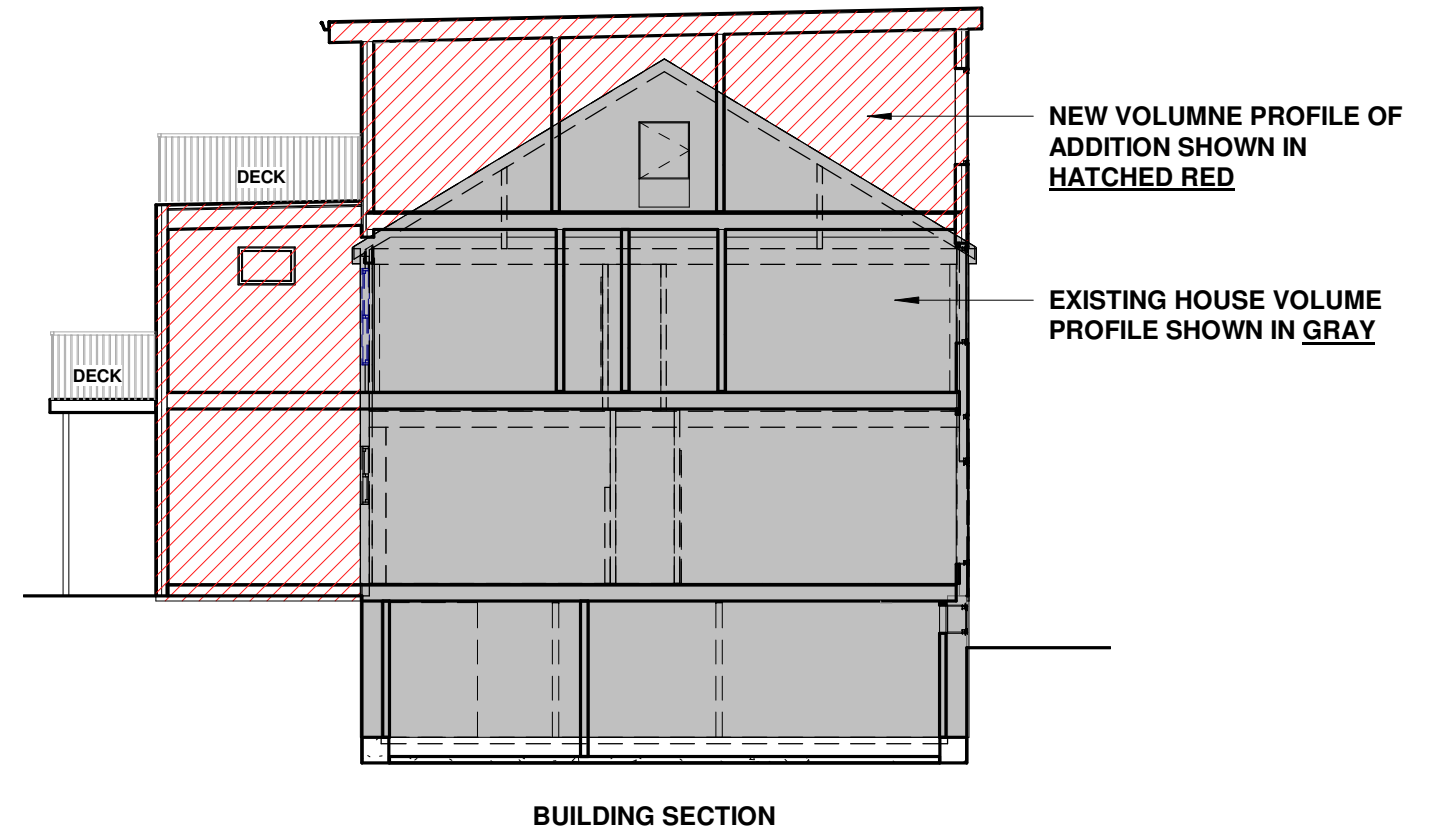 DECK
NEW VOLUMNE PROFILE OF
ADDITION SHOWN IN
HATCHED RED
EXISTING HOUSE VOLUME
PROFILE SHOWN IN GRAY
DECK
BUILDING SECTION